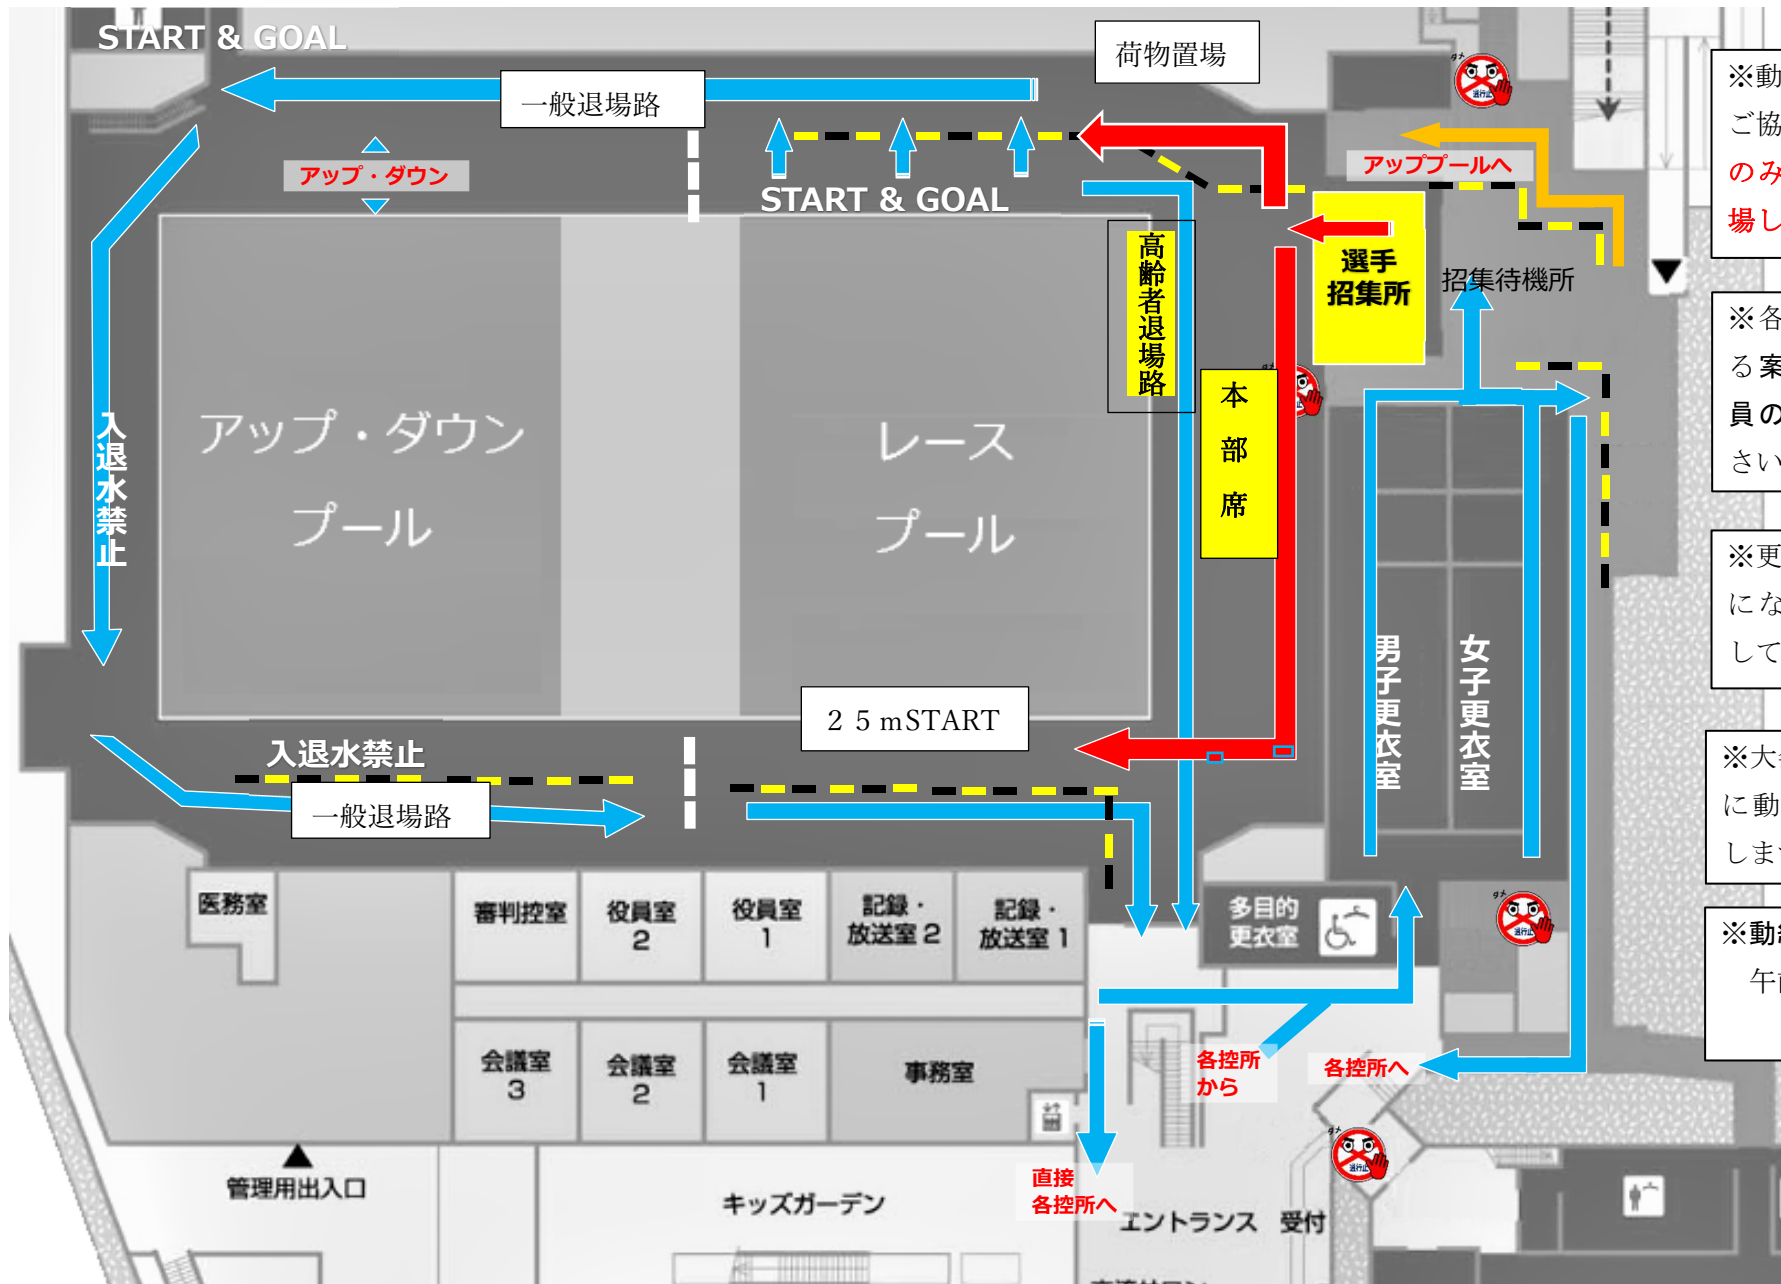 START & GOAL
荷物置場
一般退場路
アップ・ダウン
START & GOAL
アッププールへ
選手
招集所
招集待機所
高齢者退場路
本部席
アップ・ダウン
プール
レース
プール
入退水禁止
男子更衣室
女子更衣室
２５mSTART
入退水禁止
一般退場路
医務室
審判控室
役員室
2
役員室
1
記録・
放送室 2
記録・
放送室 1
多目的
更衣室
会議室
3
会議室
2
会議室
1
事務室
各控所
から
各控所へ
直接
各控所へ
管理用出入口
キッズガーデン
エントランス 受付
※動
ご協
のみ
場し
※各
る案
員の
さい
※更
にな
して
※大
に動
します
※動
午前